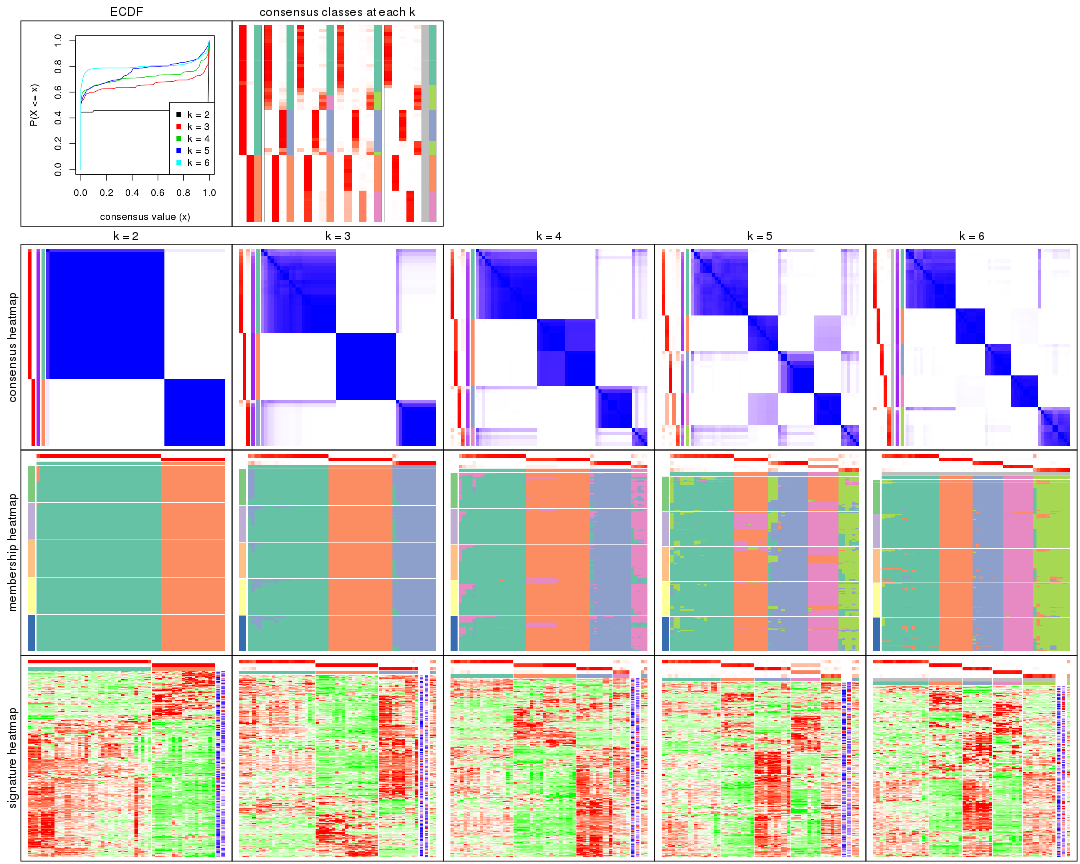 ECDF
consensus classes at each k
P(X <= x)
0.0 0.2 0.4 0.6 0.8 1.0
k = 2
k = 3
k = 4
k = 5
k = 6
0.0 0.2 0.4 0.6 0.8 1.0
consensus value (x)
k = 2
k = 3
k = 4
k = 5
k = 6
consensus heatmap
membership heatmap
signature heatmap